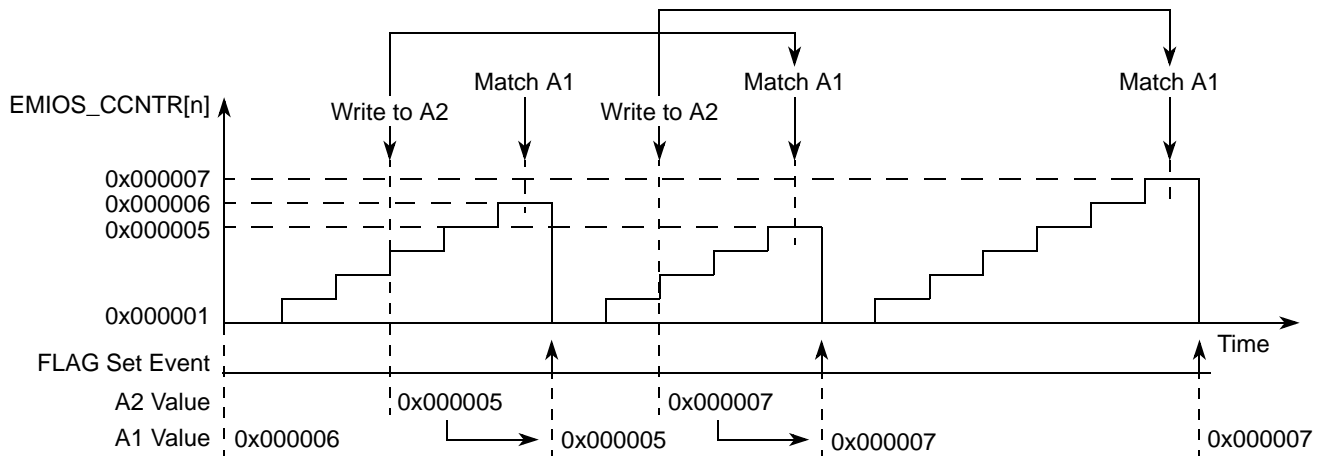 Match A1
Match A1
Match A1
EMIOS_CCNTR[n]
Write to A2
Write to A2
0x000007
0x000006
0x000005
0x000001
Time
FLAG Set Event
A2 Value
0x000005
0x000007
A1 Value
0x000006
0x000005
0x000007
0x000007